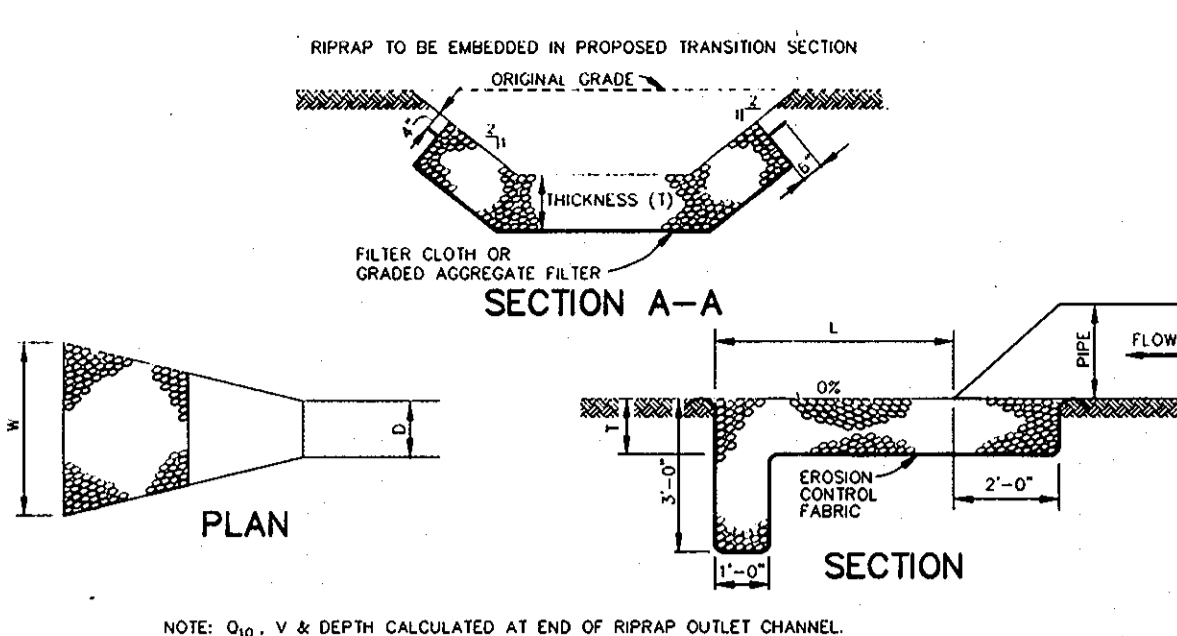 RIPRAP TO BE EMBEDDED IN PROPOSED TRANSITION SECTION
ORIGINAL GRADE
4"
2
1
2
1
6"
THICKNESS (T)
FILTER CLOTH OR
GRADED AGGREGATE FILTER
SECTION A-A
W
D
PLAN
L
PIPE
FLOW
0%
T
3'-0"
EROSION
CONTROL
FABRIC
2'-0"
1'-0"
SECTION
NOTE: Q10, V & DEPTH CALCULATED AT END OF RIPRAP OUTLET CHANNEL.